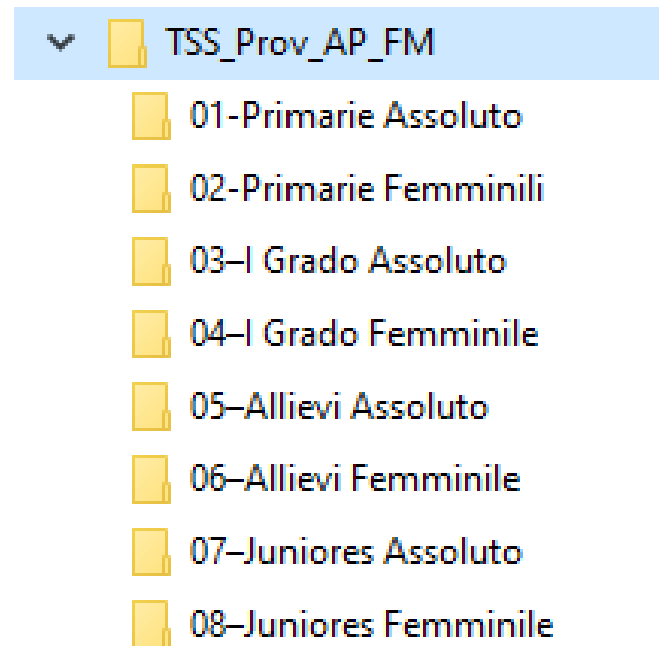 TSS_Prov_AP_FM
01-Primarie Assoluto
02-Primarie Femminili
03–I Grado Assoluto
04–I Grado Femminile
05–Allievi Assoluto
06–Allievi Femminile
07–Juniores Assoluto
08–Juniores Femminile